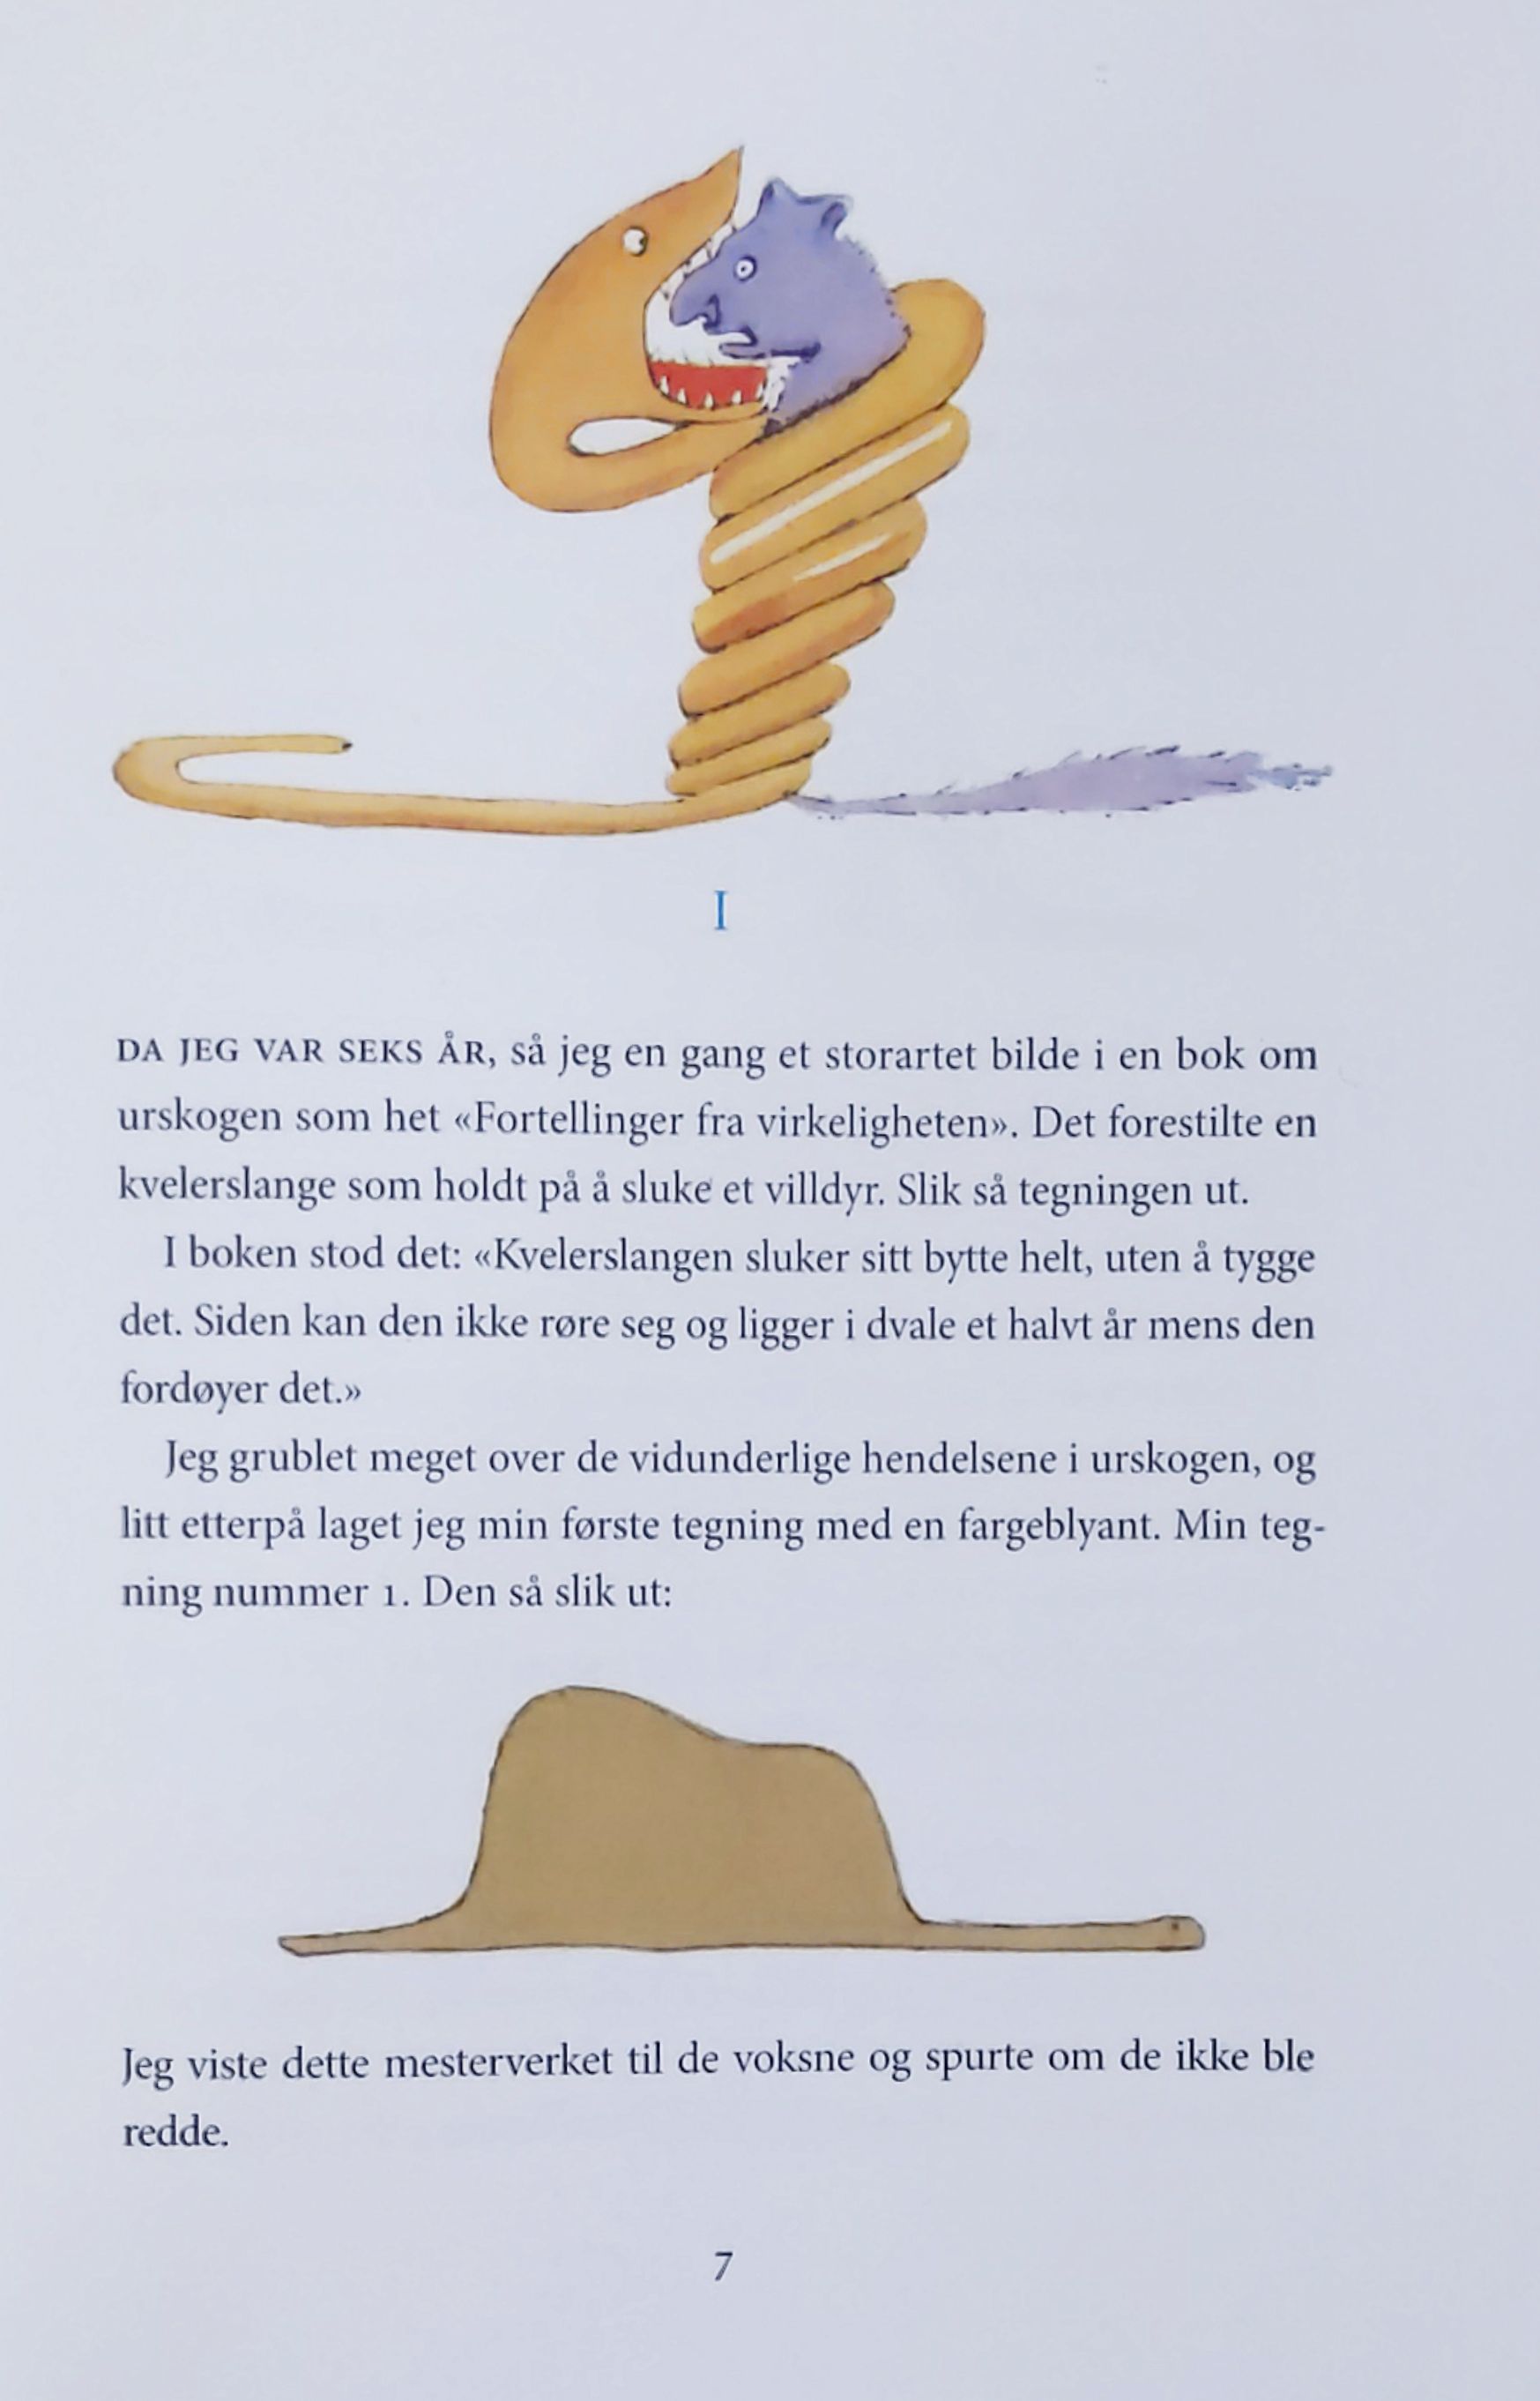 I
DA JEG VAR SEKS ÅR, så jeg en gang et storartet bilde i en bok om
urskogen som het «Fortellinger fra virkeligheten». Det forestilte en
kvelerslange som holdt på å sluke et villdyr. Slik så tegningen ut.
I boken stod det: «Kvelerslangen sluker sitt bytte helt, uten å tygge
det. Siden kan den ikke røre seg og ligger i dvale et halvt år mens den
fordøyer det.»
Jeg grublet meget over de vidunderlige hendelsene i urskogen, og
litt etterpå laget jeg min første tegning med en fargeblyant. Min teg-
ning nummer 1. Den så slik ut:
Jeg viste dette mesterverket til de voksne og spurte om de ikke ble
redde.
7